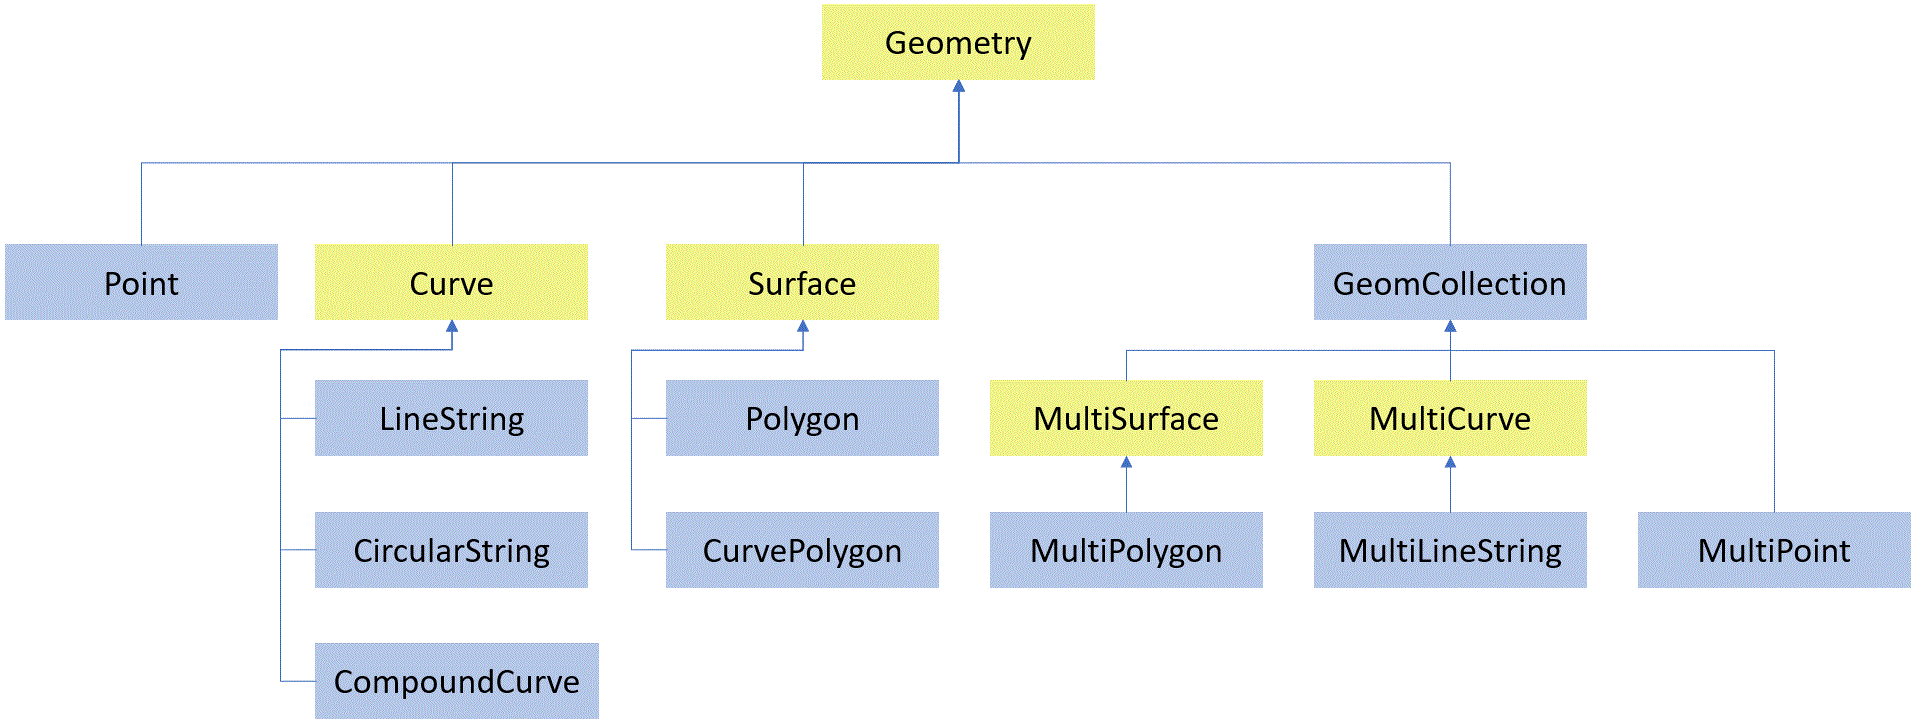 Geometry
Point
Curve
Surface
GeomCollection
LineString
Polygon
MultiSurface
MultiCurve
CircularString
CurvePolygon
MultiPolygon
MultiLineString
MultiPoint
CompoundCurve